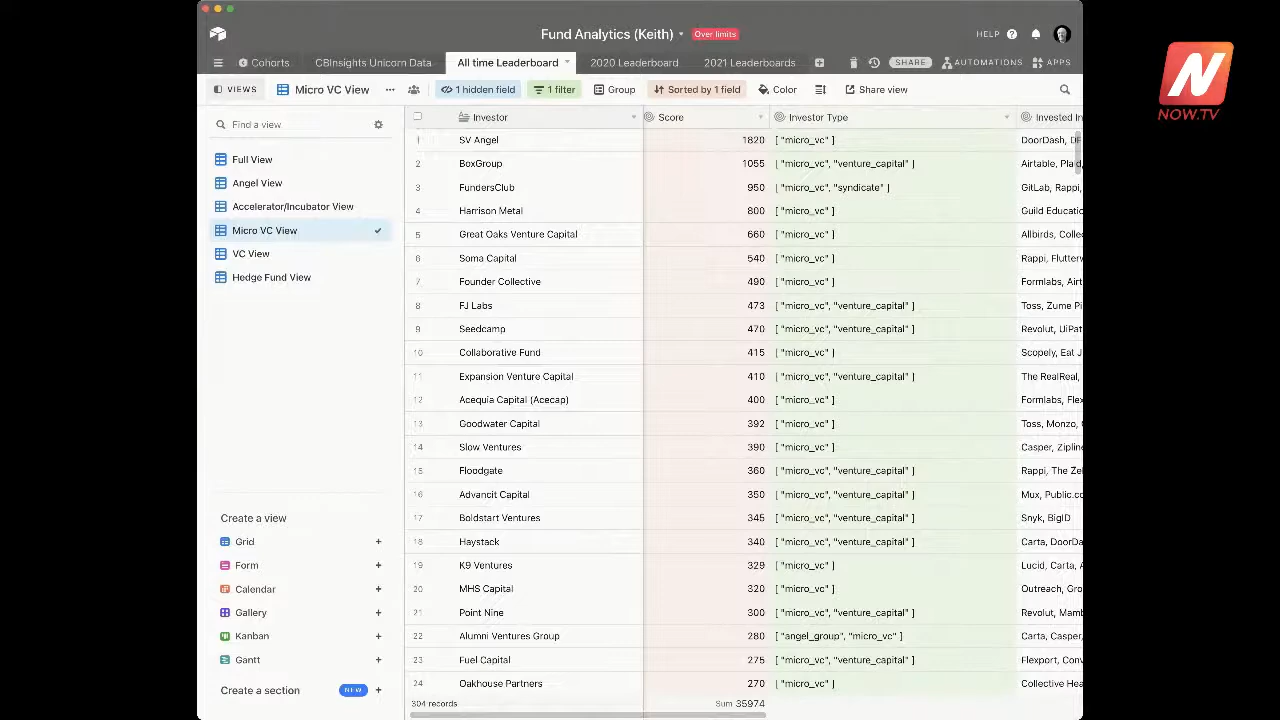 Fund Analytics (Keith)
Over limits
HELP
Cohorts
CBInsights Unicorn Data
All time Leaderboard
2020 Leaderboard
2021 Leaderboards
SHARE
AUTOMATIONS
APPS
VIEWS
Micro VC View
1 hidden field
1 filter
Group
Sorted by 1 field
Color
Share view
N
NOW.TV
Find a view
Full View
Angel View
Accelerator/Incubator View
Micro VC View
VC View
Hedge Fund View
Create a view
Grid
Form
Calendar
Gallery
Kanban
Gantt
Create a section NEW
Investor Score Investor Type Invested In
1 SV Angel 1820 [ "micro_vc" ] DoorDash,
2 BoxGroup 1055 [ "micro_vc", "venture_capital" ] Airtable, Plaid,
3 FundersClub 950 [ "micro_vc", "syndicate" ] GitLab, Rappi,
4 Harrison Metal 800 [ "micro_vc" ] Guild
5 Great Oaks Venture Capital 660 [ "micro_vc" ] Allbirds,
6 Soma Capital 540 [ "micro_vc" ] Rappi,
7 Founder Collective 490 [ "micro_vc" ] Formlabs,
8 FJ Labs 473 [ "micro_vc", "venture_capital" ] Toss, Zume
9 Seedcamp 470 [ "micro_vc", "venture_capital" ] Revolut,
10 Collaborative Fund 415 [ "micro_vc" ] Scopely, Eat
11 Expansion Venture Capital 410 [ "micro_vc", "venture_capital" ] The RealReal,
12 Acequia Capital (Acecap) 400 [ "micro_vc" ] Formlabs,
13 Goodwater Capital 392 [ "micro_vc" ] Toss, Monzo,
14 Slow Ventures 390 [ "micro_vc" ] Casper,
15 Floodgate 360 [ "micro_vc", "venture_capital" ] Rappi, The
16 Advancit Capital 350 [ "micro_vc", "venture_capital" ] Mux,
17 Boldstart Ventures 345 [ "micro_vc", "venture_capital" ] Snyk, BigID
18 Haystack 340 [ "micro_vc", "venture_capital" ] Carta,
19 K9 Ventures 329 [ "micro_vc" ] Lucid, Carta,
20 MHS Capital 320 [ "micro_vc" ] Outreach,
21 Point Nine 300 [ "micro_vc", "venture_capital" ] Revolut,
22 Alumni Ventures Group 280 [ "angel_group", "micro_vc" ] Carta, Casper,
23 Fuel Capital 275 [ "micro_vc", "venture_capital" ] Flexport,
24 Oakhouse Partners 270 [ "micro_vc" ] Collective
304 records Sum 35974